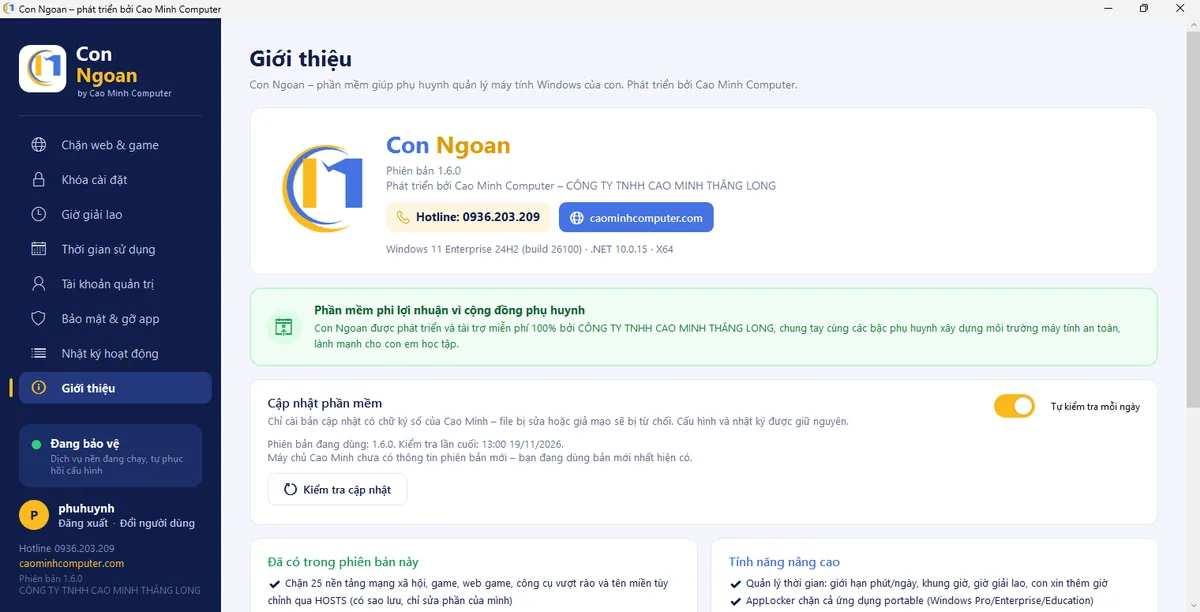 Con Ngoan – phát triển bởi Cao Minh Computer
Con
Ngoan
by Cao Minh Computer
Chặn web & game
Khóa cài đặt
Giờ giải lao
Thời gian sử dụng
Tài khoản quản trị
Bảo mật & gỡ app
Nhật ký hoạt động
Giới thiệu
Đang bảo vệ
Dịch vụ nền đang chạy, tự phục
hồi cấu hình
P
phuhuynh
Đăng xuất · Đổi người dùng
Hotline 0936.203.209
caominhcomputer.com
Phiên bản 1.6.0
CÔNG TY TNHH CAO MINH THĂNG LONG
Giới thiệu
Con Ngoan – phần mềm giúp phụ huynh quản lý máy tính Windows của con. Phát triển bởi Cao Minh Computer.
Con Ngoan
Phiên bản 1.6.0
Phát triển bởi Cao Minh Computer – CÔNG TY TNHH CAO MINH THĂNG LONG
Hotline: 0936.203.209
caominhcomputer.com
Windows 11 Enterprise 24H2 (build 26100) · .NET 10.0.15 · X64
Phần mềm phi lợi nhuận vì cộng đồng phụ huynh
Con Ngoan được phát triển và tài trợ miễn phí 100% bởi CÔNG TY TNHH CAO MINH THĂNG LONG, chung tay cùng các bậc phụ huynh xây dựng môi trường máy tính an toàn,
lành mạnh cho con em học tập.
Cập nhật phần mềm
Chỉ cài bản cập nhật có chữ ký số của Cao Minh – file bị sửa hoặc giả mạo sẽ bị từ chối. Cấu hình và nhật ký được giữ nguyên.
Tự kiểm tra mỗi ngày
Phiên bản đang dùng: 1.6.0. Kiểm tra lần cuối: 13:00 19/11/2026.
Máy chủ Cao Minh chưa có thông tin phiên bản mới – bạn đang dùng bản mới nhất hiện có.
Kiểm tra cập nhật
Đã có trong phiên bản này
Chặn 25 nền tảng mạng xã hội, game, web game, công cụ vượt rào và tên miền tùy
chỉnh qua HOSTS (có sao lưu, chỉ sửa phần của mình)
Tính năng nâng cao
Quản lý thời gian: giới hạn phút/ngày, khung giờ, giờ giải lao, con xin thêm giờ
AppLocker chặn cả ứng dụng portable (Windows Pro/Enterprise/Education)